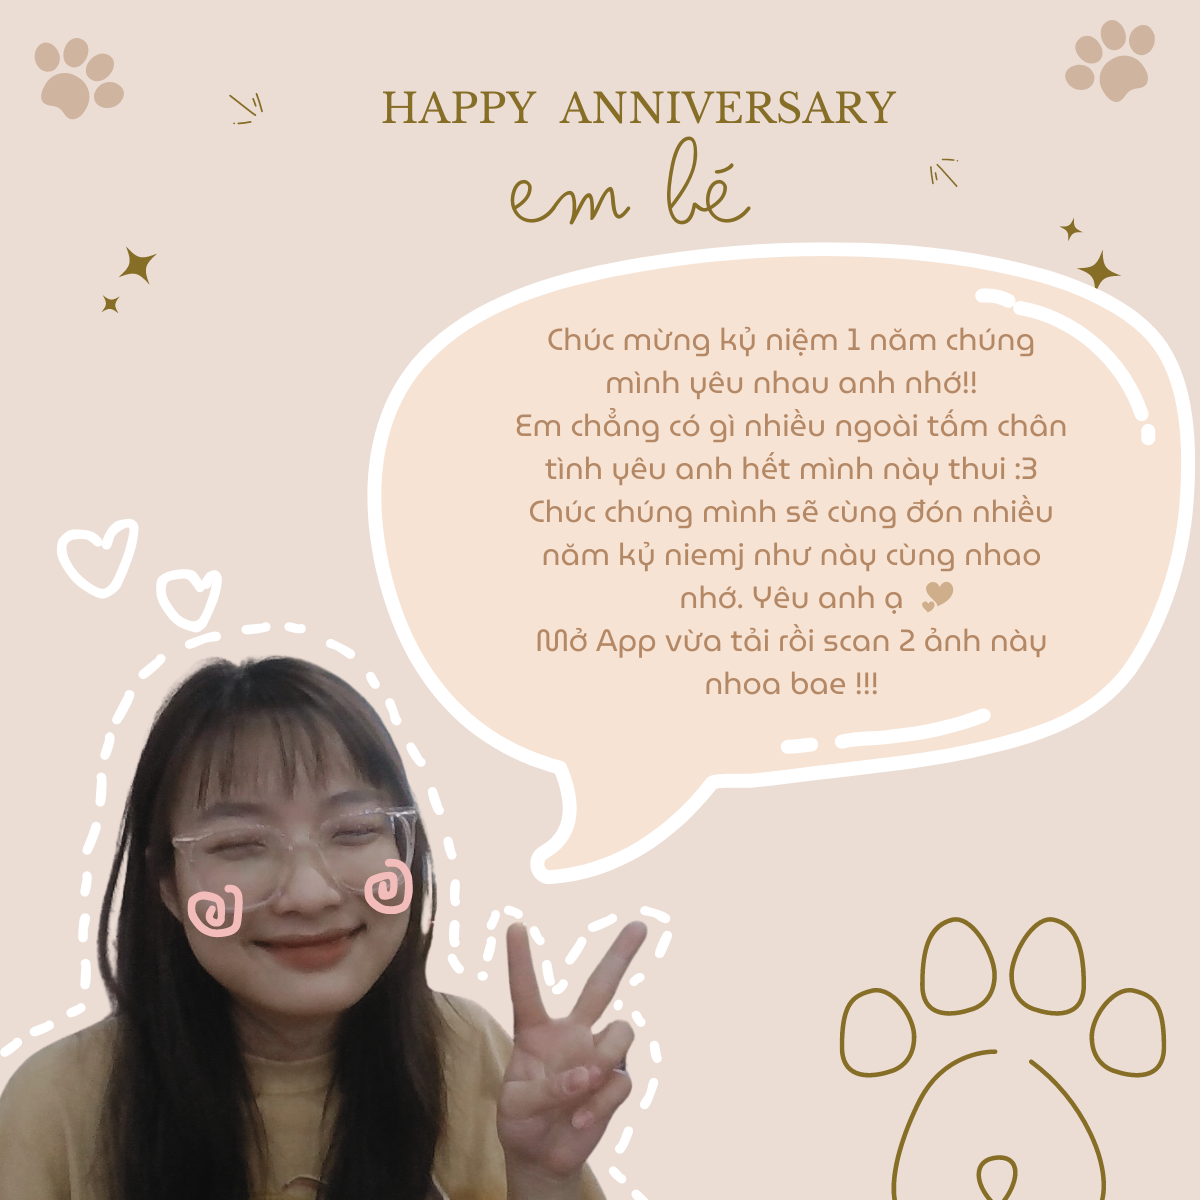 HAPPY ANNIVERSARY
em bé
Chúc mừng kỷ niệm 1 năm chúng
mình yêu nhau anh nhớ!!
Em chẳng có gì nhiều ngoài tấm chân
tình yêu anh hết mình này thui :3
Chúc chúng mình sẽ cùng đón nhiều
năm kỷ niemj như này cùng nhao
nhớ. Yêu anh ạ
Mở App vừa tải rồi scan 2 ảnh này
nhoa bae !!!